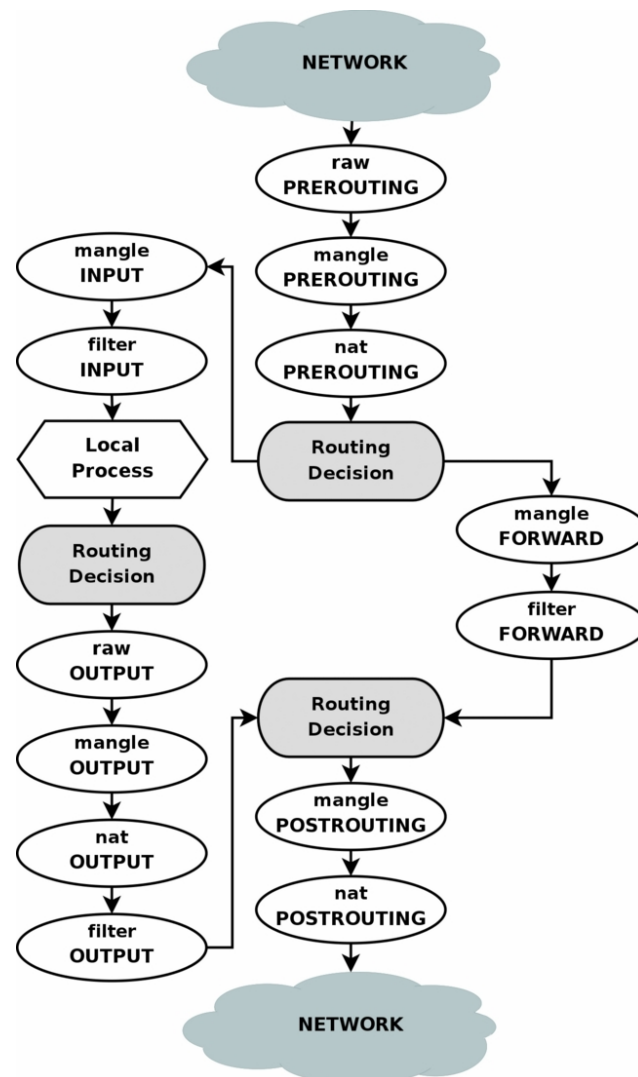 NETWORK
raw
PREROUTING
mangle
PREROUTING
nat
PREROUTING
Routing
Decision
mangle
INPUT
filter
INPUT
Local
Process
Routing
Decision
raw
OUTPUT
mangle
OUTPUT
nat
OUTPUT
filter
OUTPUT
mangle
FORWARD
filter
FORWARD
Routing
Decision
mangle
POSTROUTING
nat
POSTROUTING
NETWORK